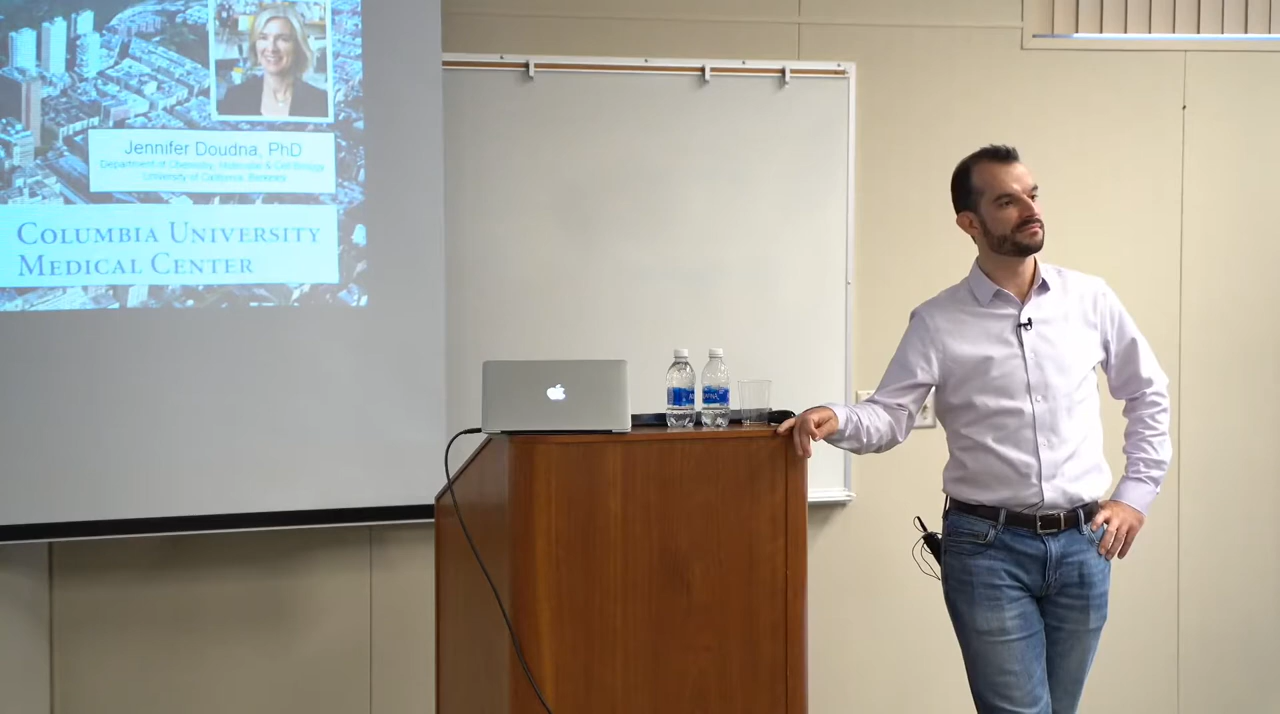 Jennifer Doudna, PhD
Department of Chemistry, Molecular & Cell Biology
University of California, Berkeley
COLUMBIA UNIVERSITY
MEDICAL CENTER